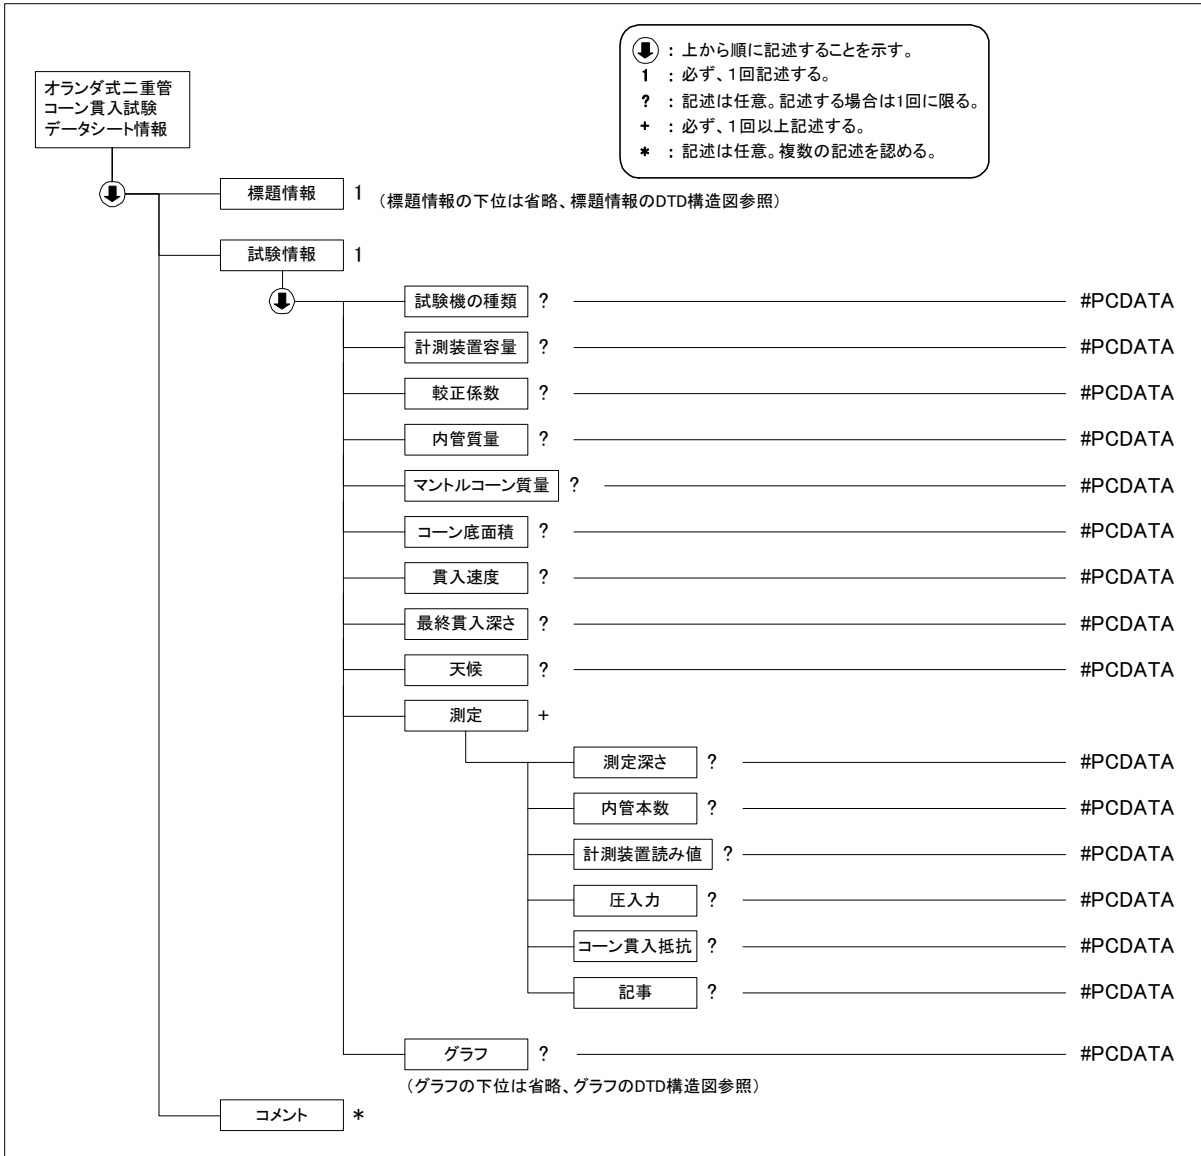 ：上から順に記述することを示す。
1 ：必ず、1回記述する。
? ：記述は任意。記述する場合は1回に限る。
+ ：必ず、1回以上記述する。
* ：記述は任意。複数の記述を認める。
オランダ式二重管
コーン貫入試験
データシート情報
標題情報 1 （標題情報の下位は省略、標題情報のDTD構造図参照）
試験情報 1
試験機の種類 ? #PCDATA
計測装置容量 ? #PCDATA
較正係数 ? #PCDATA
内管質量 ? #PCDATA
マントルコーン質量 ? #PCDATA
コーン底面積 ? #PCDATA
貫入速度 ? #PCDATA
最終貫入深さ ? #PCDATA
天候 ? #PCDATA
測定 +
測定深さ ? #PCDATA
内管本数 ? #PCDATA
計測装置読み値 ? #PCDATA
圧入力 ? #PCDATA
コーン貫入抵抗 ? #PCDATA
記事 ? #PCDATA
グラフ ? #PCDATA
（グラフの下位は省略、グラフのDTD構造図参照）
コメント *